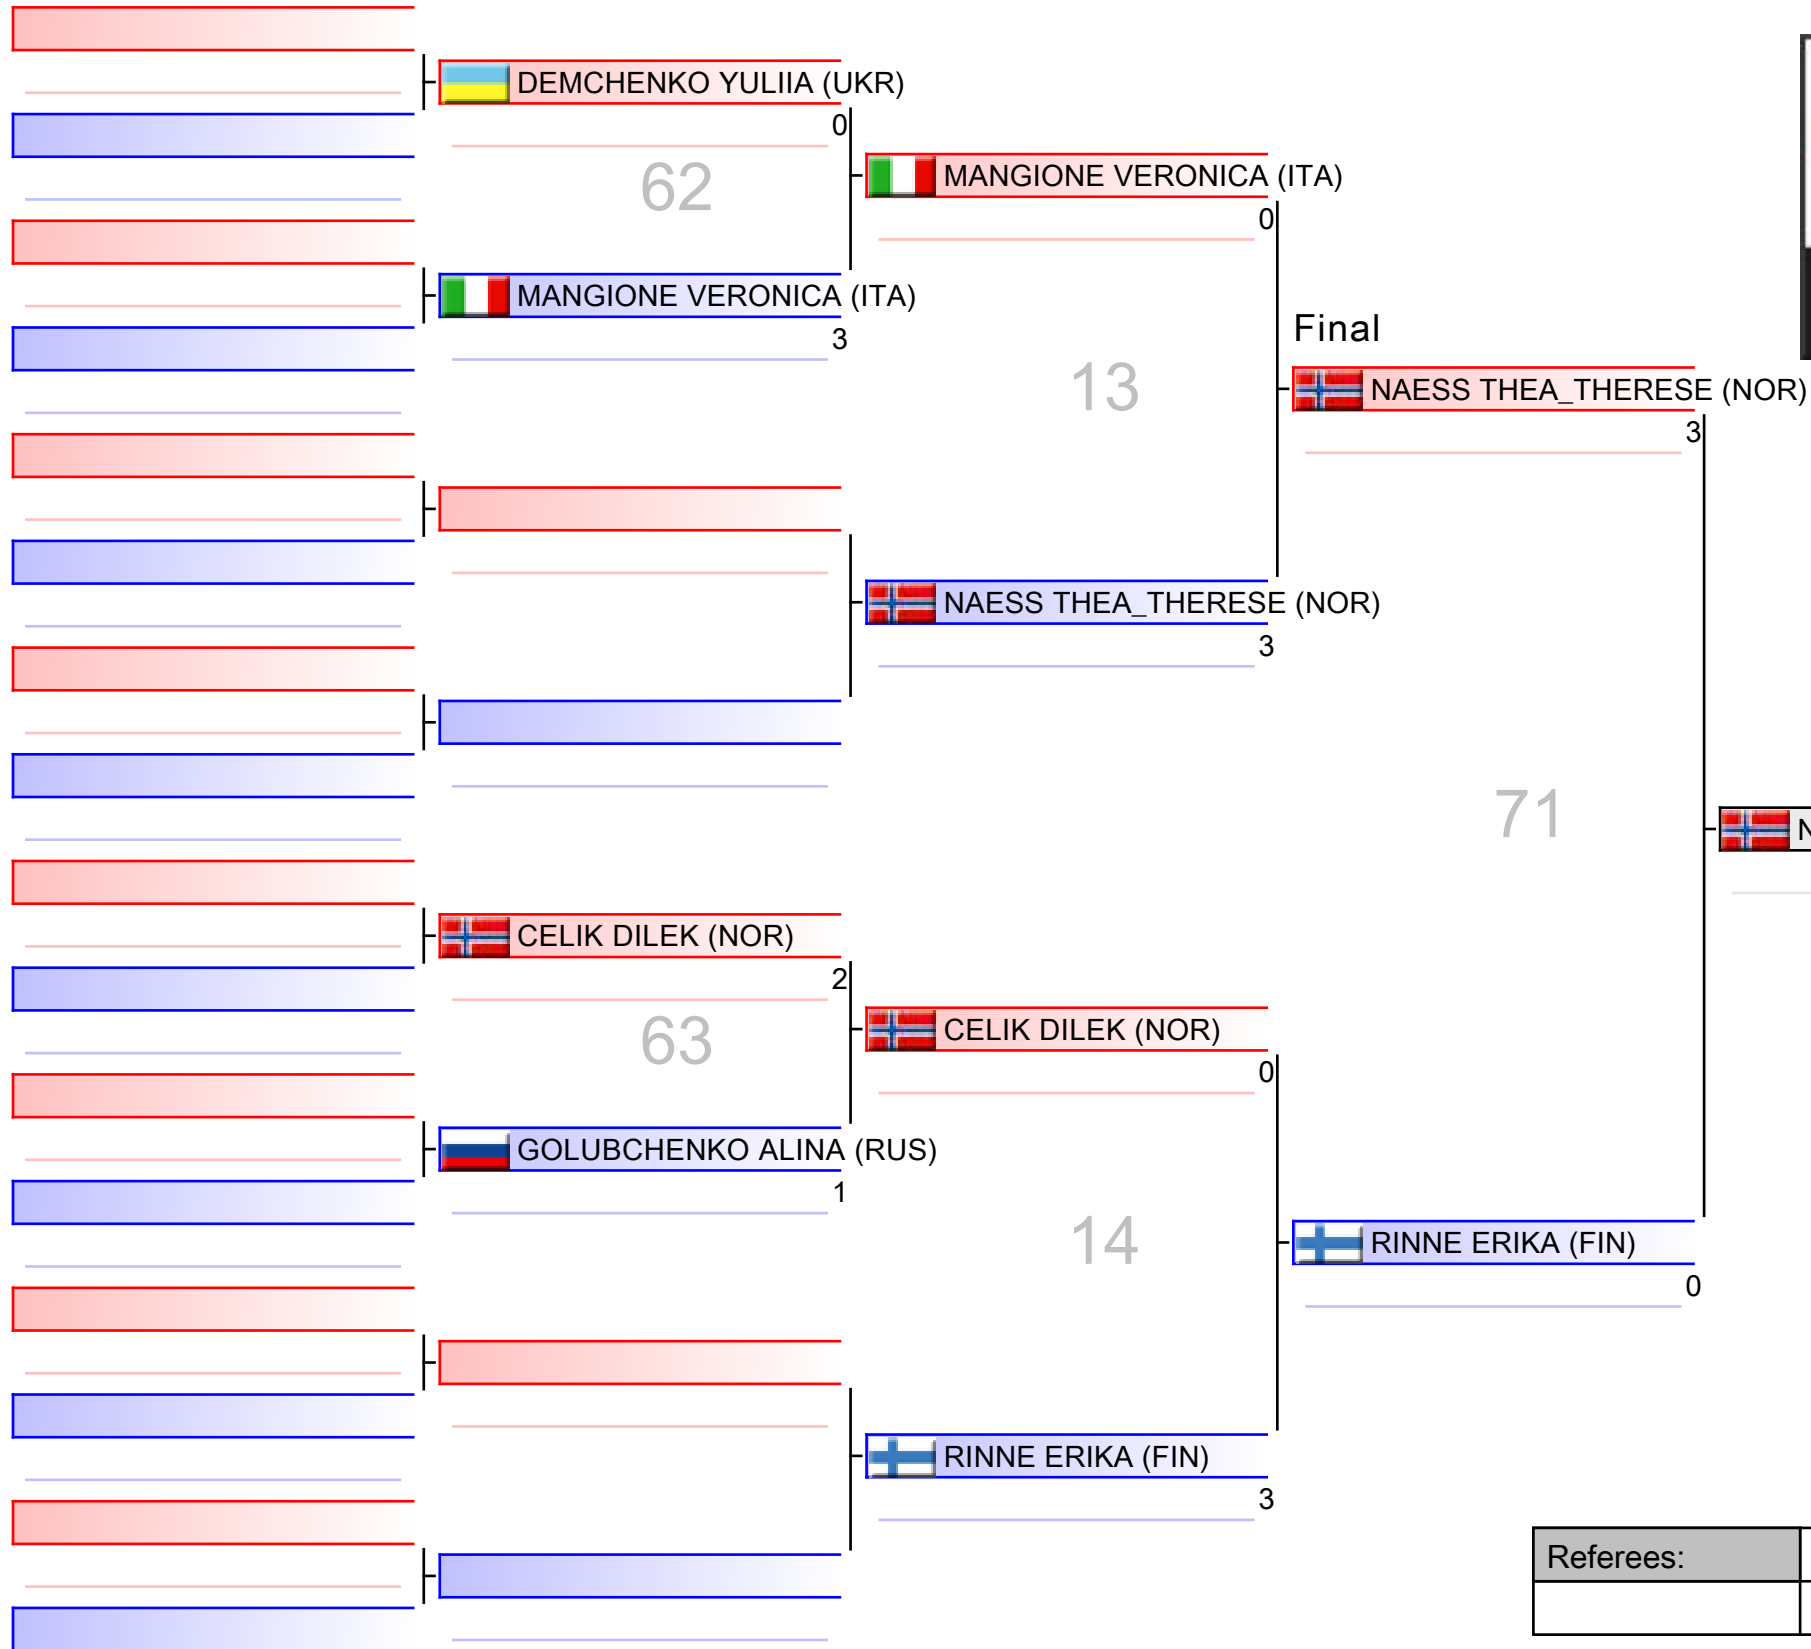 DEMCHENKO YULIIA (UKR)
0
62
MANGIONE VERONICA (ITA)
0
MANGIONE VERONICA (ITA)
3
Final
13
NAESS THEA_THERESE (NOR)
3
NAESS THEA_THERESE (NOR)
3
71
N
CELIK DILEK (NOR)
2
63
CELIK DILEK (NOR)
0
GOLUBCHENKO ALINA (RUS)
1
14
RINNE ERIKA (FIN)
0
RINNE ERIKA (FIN)
3
Referees: